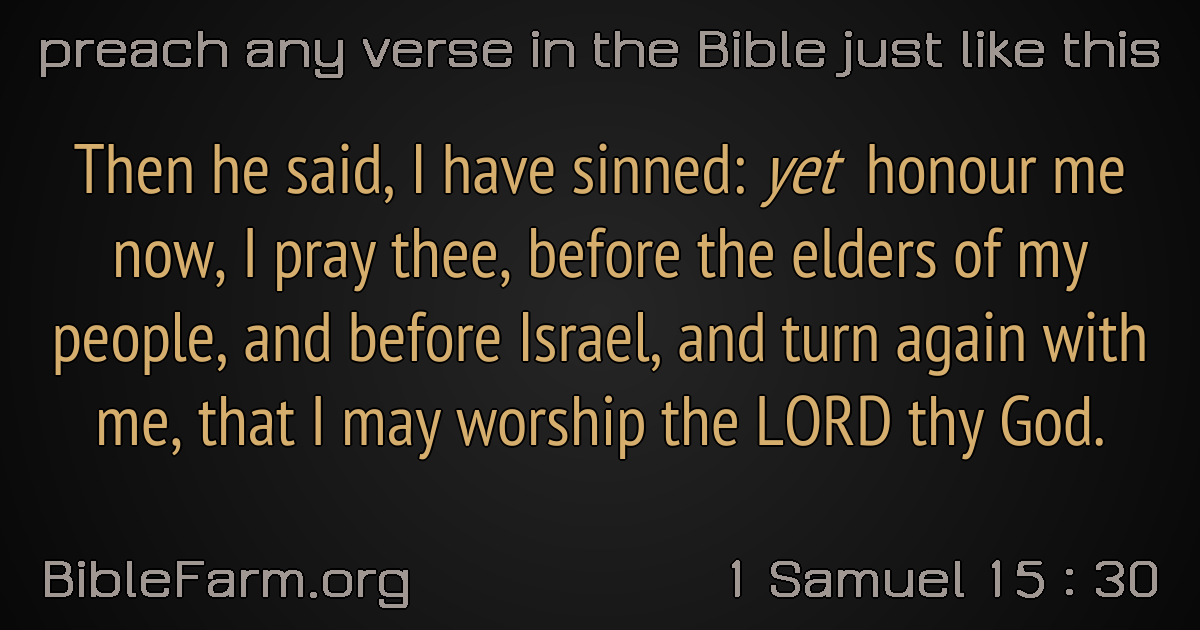 preach any verse in the Bible just like this
Then he said, I have sinned: yet honour me
now, I pray thee, before the elders of my
people, and before Israel, and turn again with
me, that I may worship the LORD thy God.
BibleFarm.org
1 Samuel 15 : 30